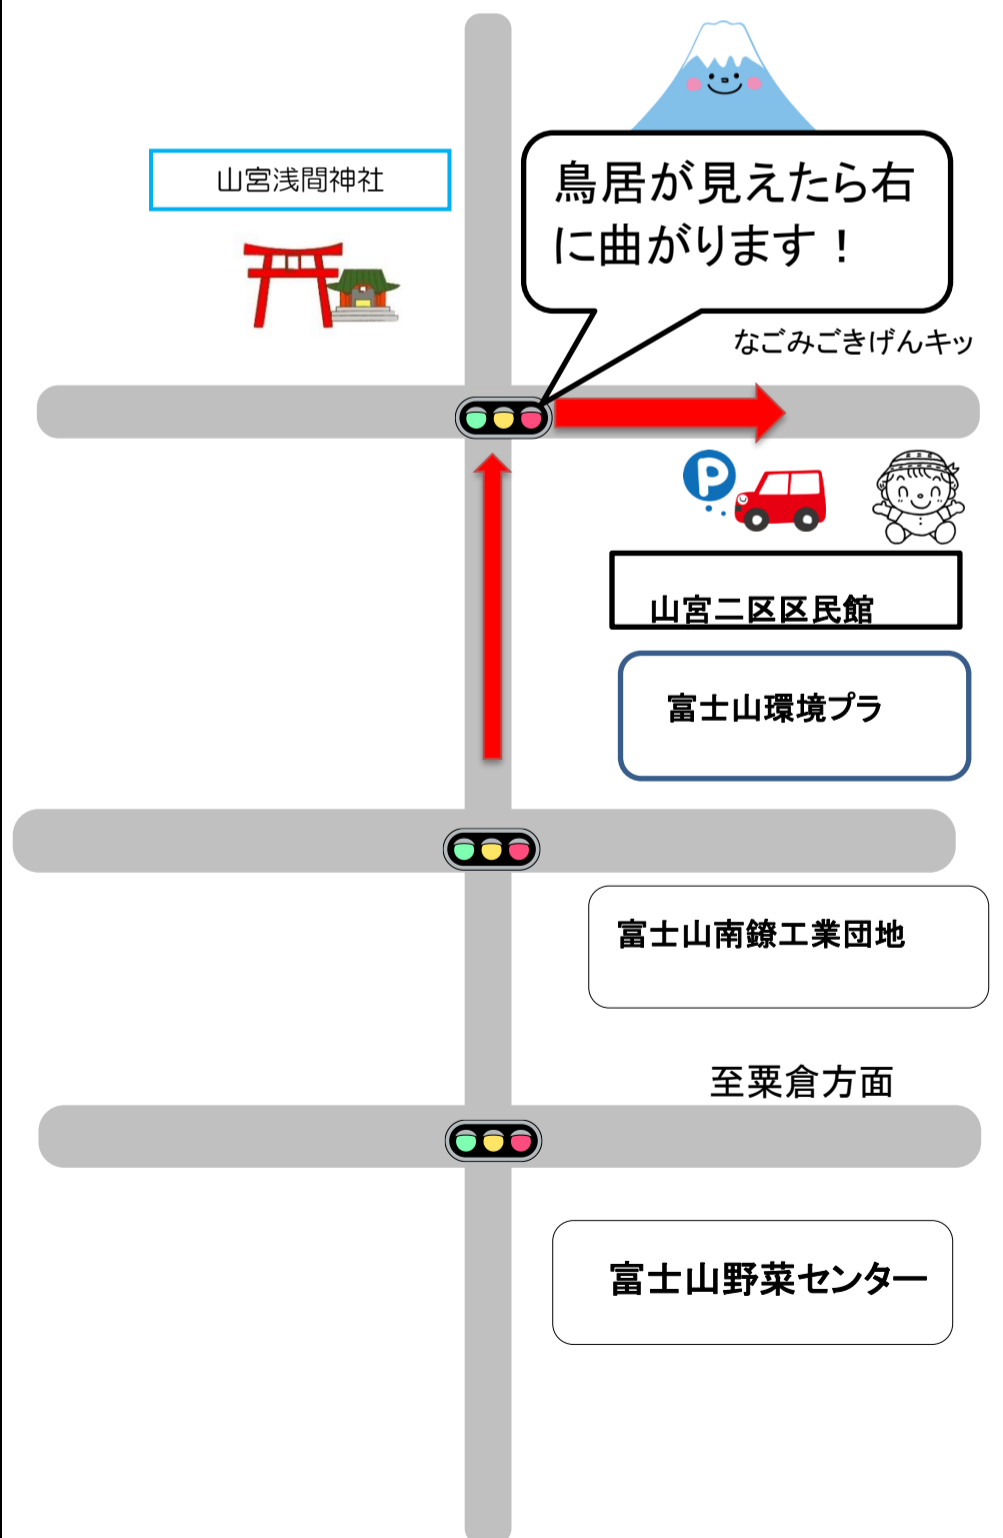 山宮浅間神社
鳥居が見えたら右
に曲がります！
なごみごきげんキッ
P
山宮二区区民館
富士山環境プラ
富士山南鐐工業団地
至粟倉方面
富士山野菜センター